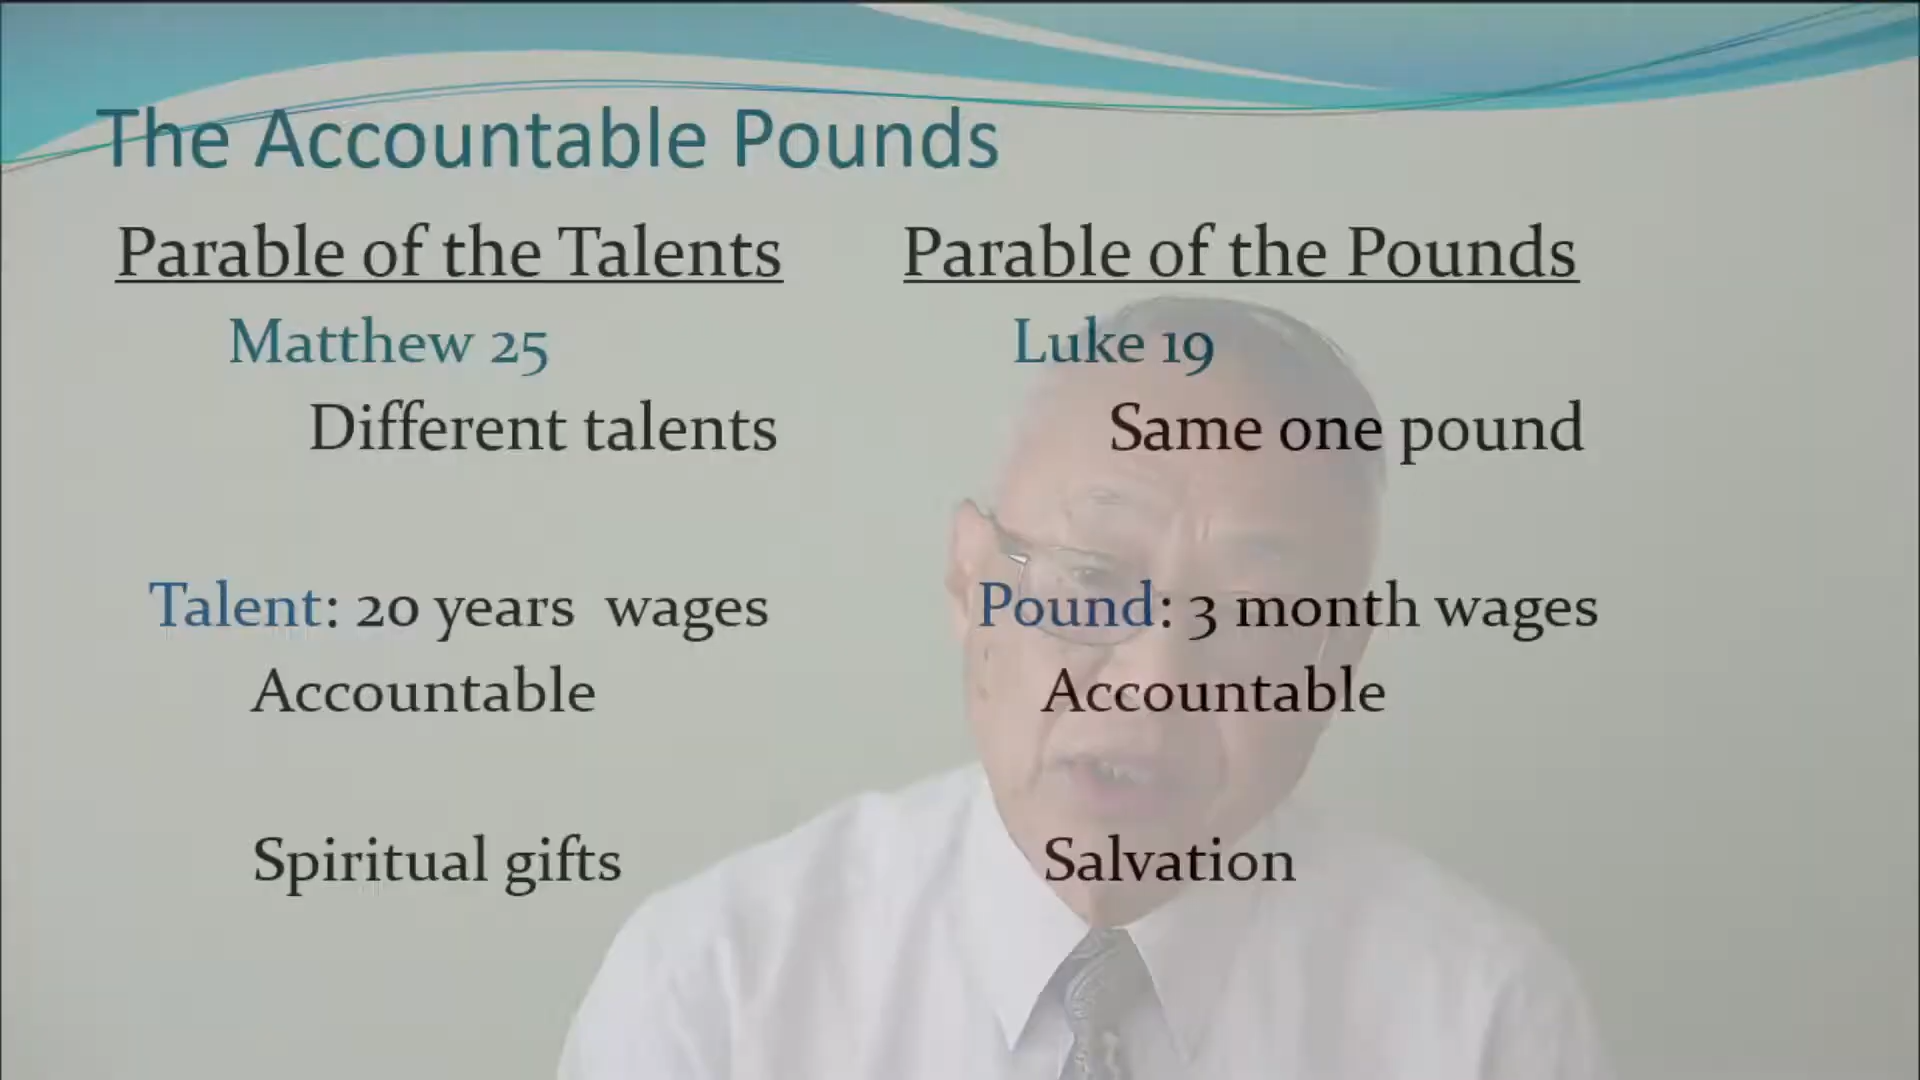 The Accountable Pounds
Parable of the Talents
Matthew 25
Different talents
Talent: 20 years wages
Accountable
Spiritual gifts
Parable of the Pounds
Luke 19
Same one pound
Pound: 3 month wages
Accountable
Salvation